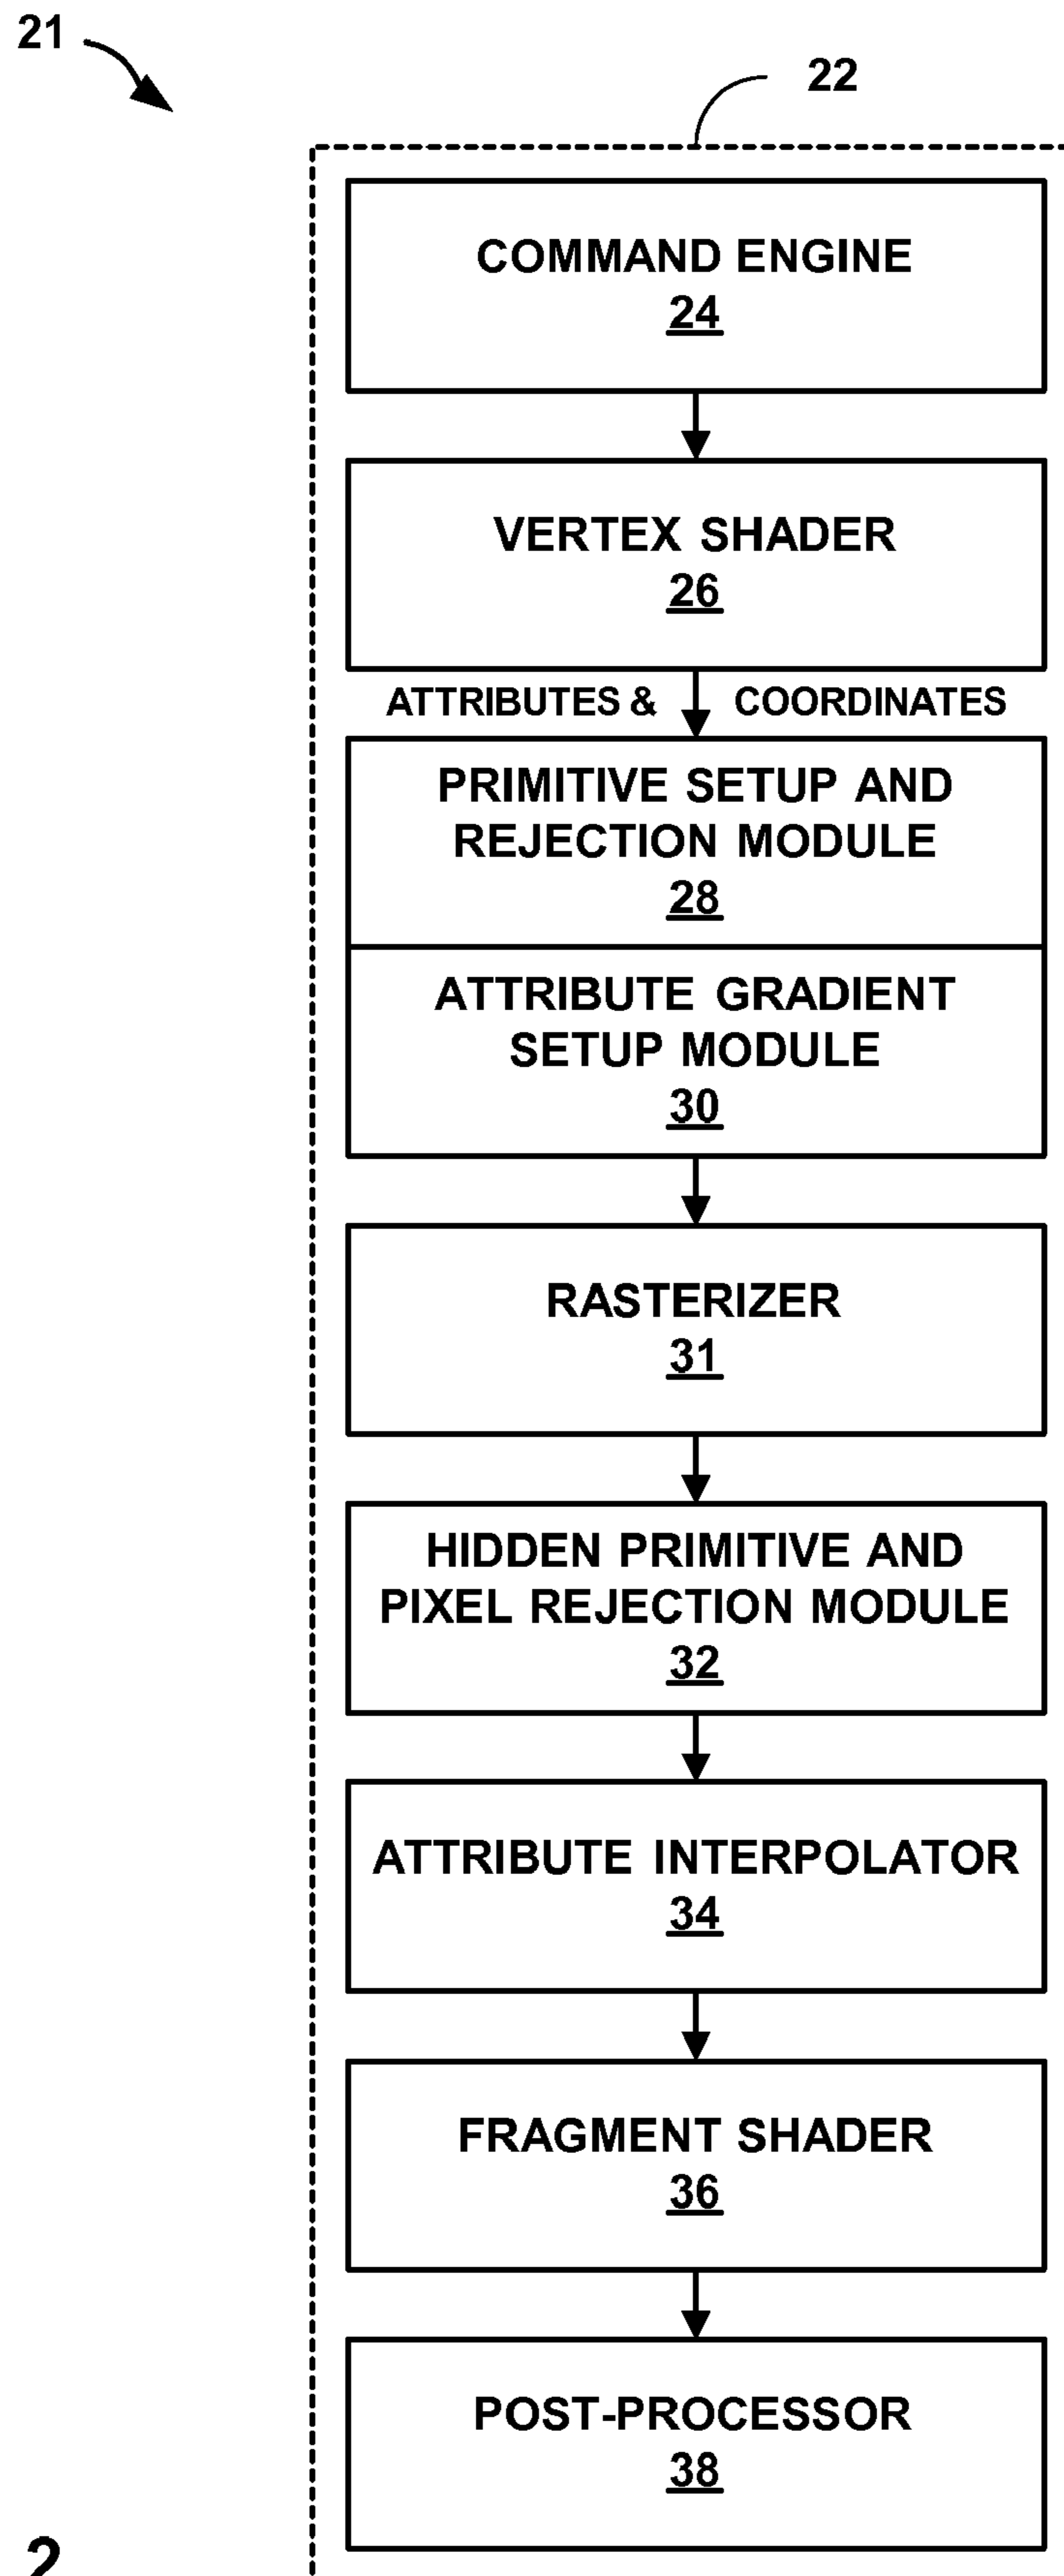 21
22
COMMAND ENGINE
24
VERTEX SHADER
26
ATTRIBUTES & COORDINATES
PRIMITIVE SETUP AND
REJECTION MODULE
28
ATTRIBUTE GRADIENT
SETUP MODULE
30
RASTERIZER
31
HIDDEN PRIMITIVE AND
PIXEL REJECTION MODULE
32
ATTRIBUTE INTERPOLATOR
34
FRAGMENT SHADER
36
POST-PROCESSOR
38
2